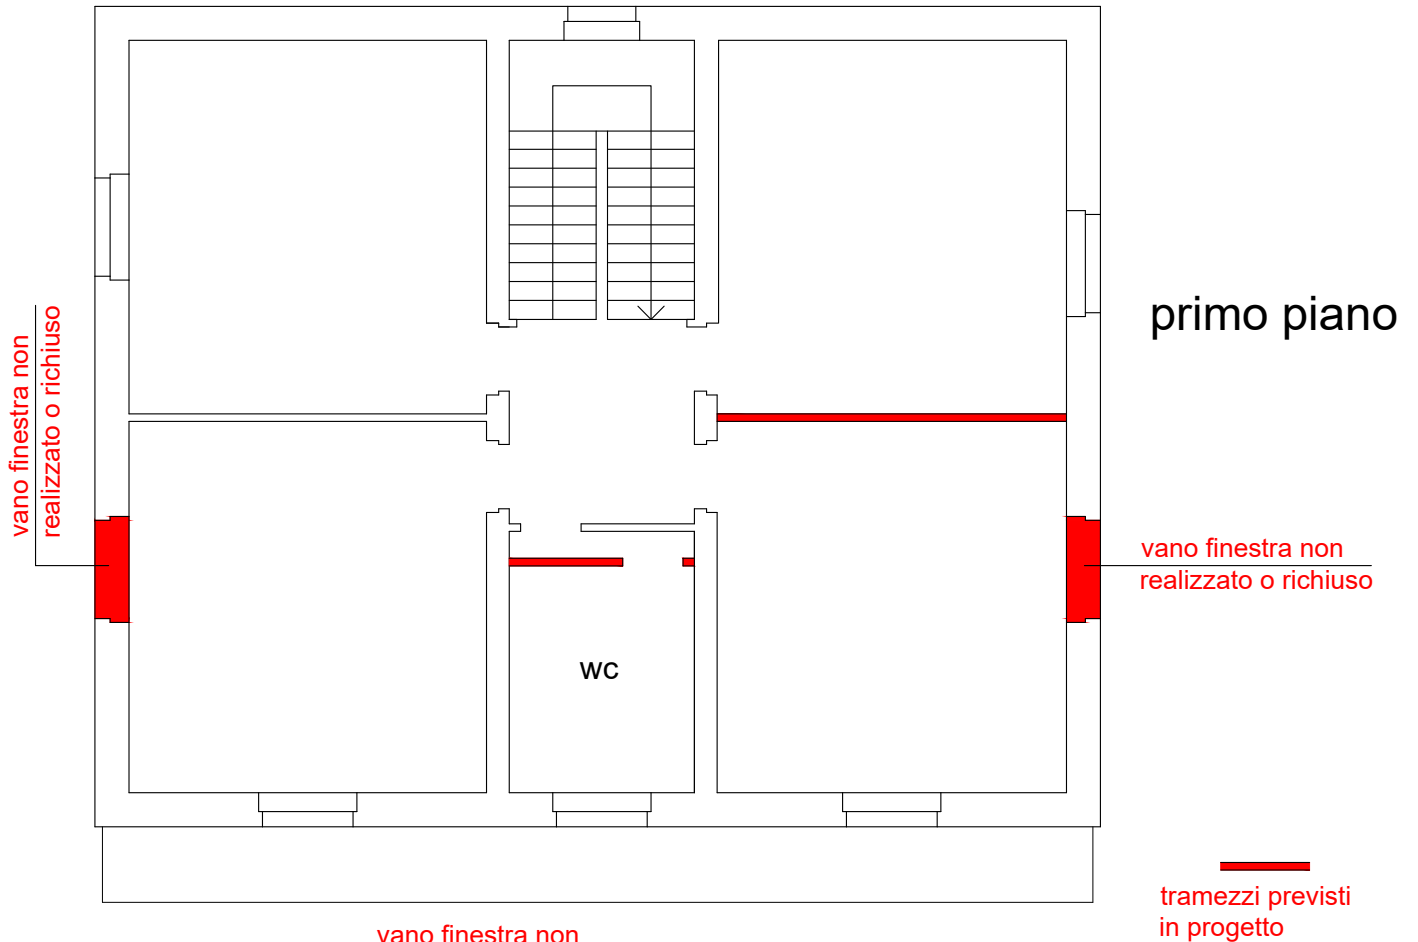 primo piano
vano finestra non
realizzato o richiuso
vano finestra non
realizzato o richiuso
wc
tramezzi previsti
in progetto
vano finestra non